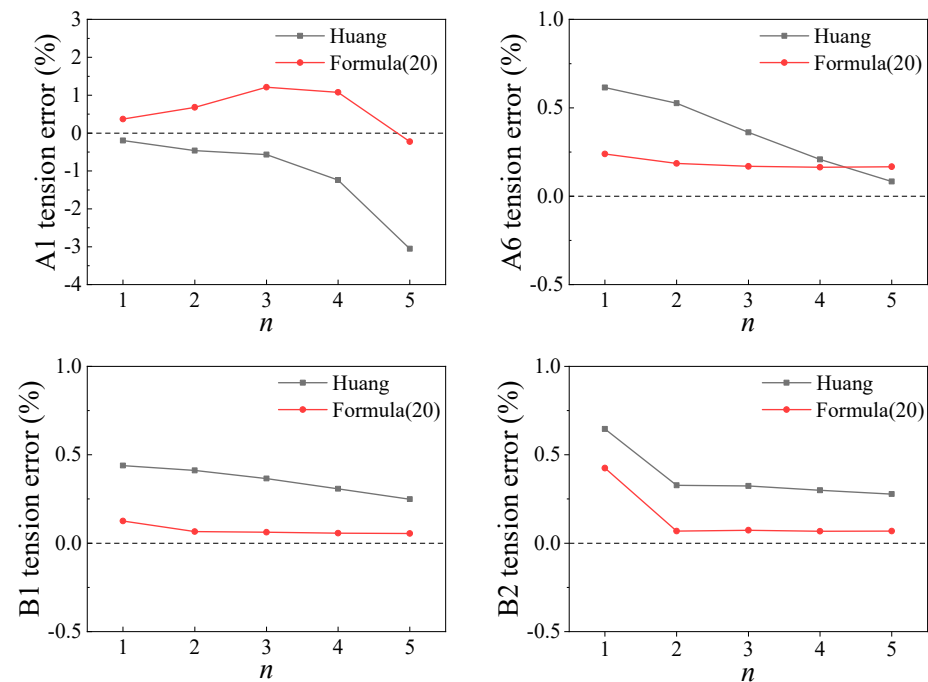 A1 tension error (%)
3
2
1
0
-1
-2
-3
-4
Huang
Formula(20)
1 2 3 4 5
n
A6 tension error (%)
1.0
0.5
0.0
-0.5
Huang
Formula(20)
1 2 3 4 5
n
B1 tension error (%)
1.0
0.5
0.0
-0.5
Huang
Formula(20)
1 2 3 4 5
n
B2 tension error (%)
1.0
0.5
0.0
-0.5
Huang
Formula(20)
1 2 3 4 5
n